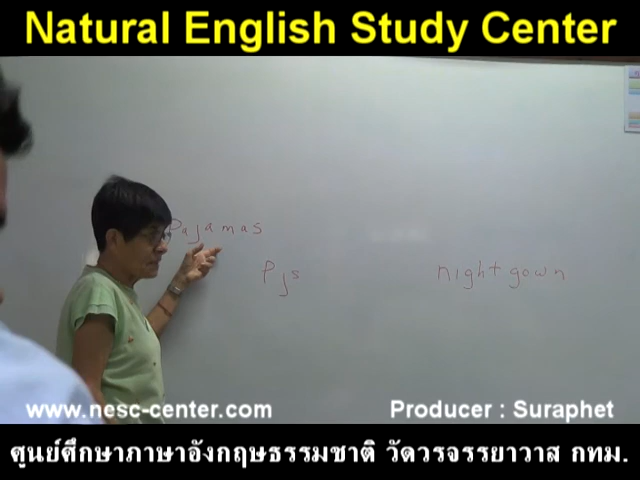 Natural English Study Center
Pajamas
Pjs
nightgown
www.nesc-center.com
Producer : Suraphet
ศูนย์ศึกษาภาษาอังกฤษธรรมชาติ วัดวรจรรยาวาส กทม.